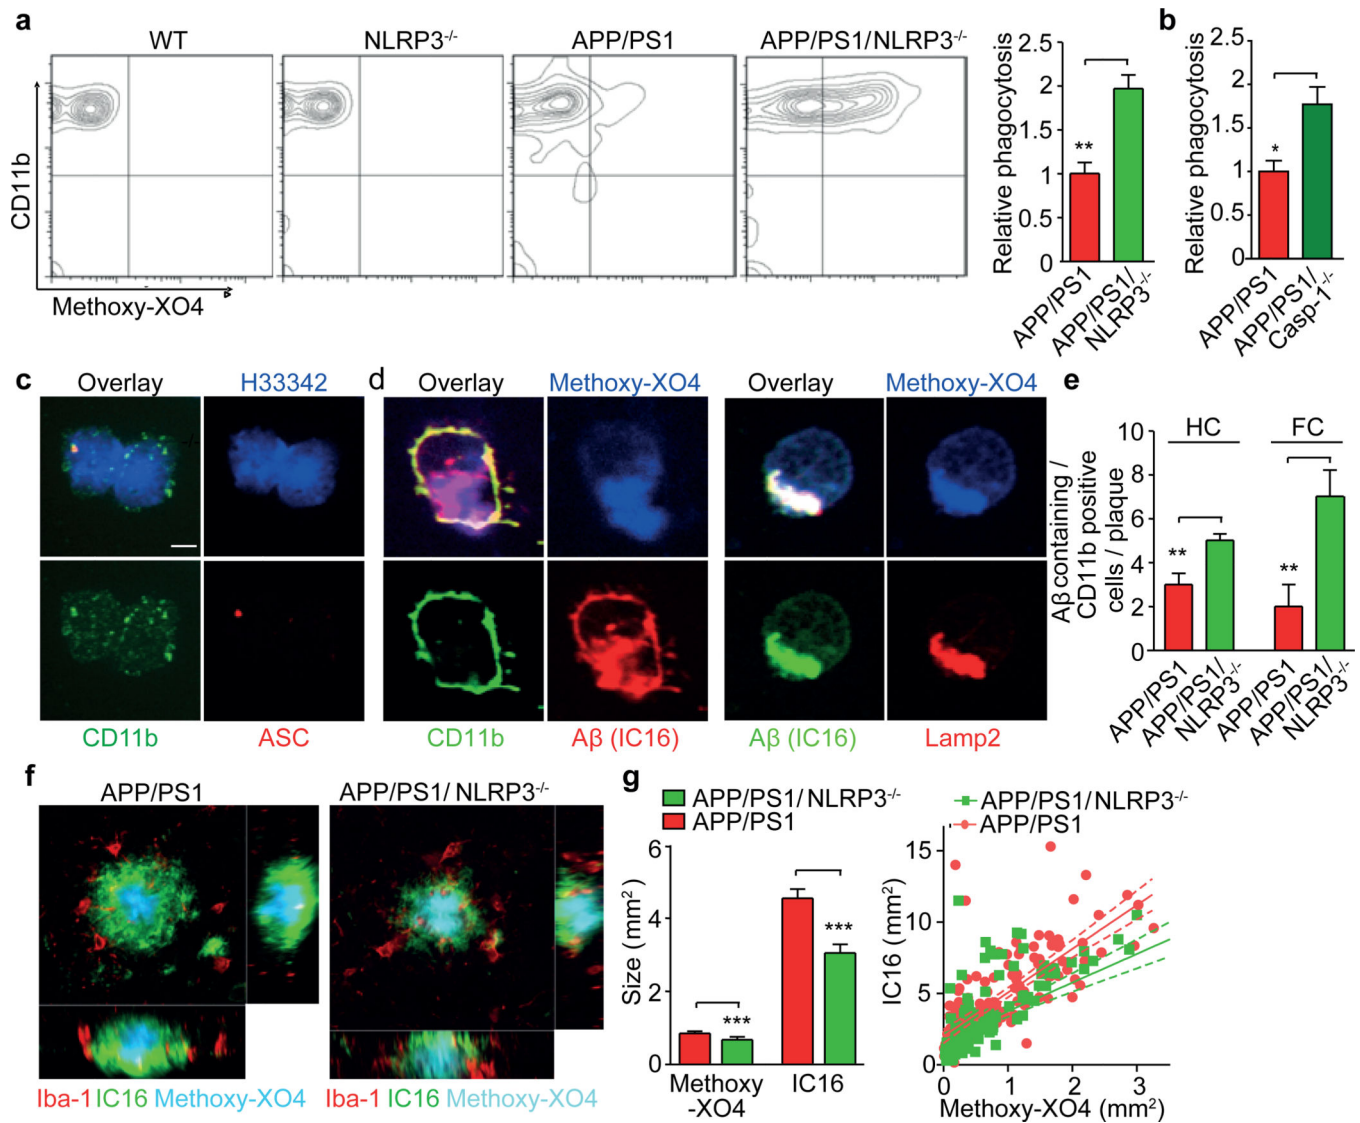 a
WT
NLRP3-/-
APP/PS1
APP/PS1/NLRP3-/-
CD11b
Methoxy-XO4
Relative phagocytosis
2.5
2
1.5
1
0.5
0
**
APP/PS1
APP/PS1/
NLRP3-/-
b
Relative phagocytosis
2.5
2
1.5
1
0.5
0
*
APP/PS1
APP/PS1/
Casp-1-/-
c
Overlay
H33342
-/-
CD11b
ASC
d
Overlay
Methoxy-XO4
Overlay
Methoxy-XO4
CD11b
Aβ (IC16)
Aβ (IC16)
Lamp2
e
Aβ containing /
CD11b positive
cells / plaque
10
8
6
4
2
0
HC
FC
**
**
APP/PS1
APP/PS1/
NLRP3-/-
APP/PS1
APP/PS1/
NLRP3-/-
f
APP/PS1
APP/PS1/ NLRP3-/-
Iba-1 IC16 Methoxy-XO4
Iba-1 IC16 Methoxy-XO4
g
APP/PS1/NLRP3-/-
APP/PS1
Size (mm2)
6
4
2
0
***
***
Methoxy
-XO4
IC16
APP/PS1/NLRP3-/-
APP/PS1
IC16 (mm2)
15
10
5
0
0
1
2
3
Methoxy-XO4 (mm2)